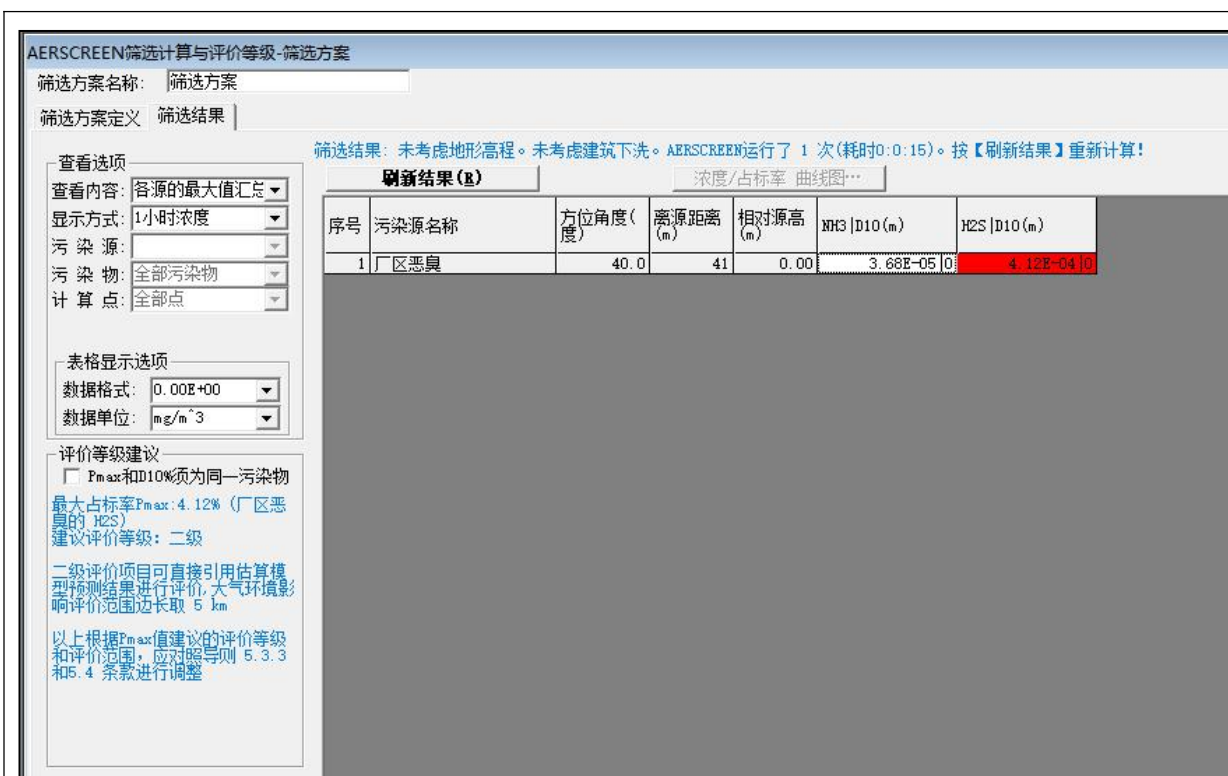 AERSCREEN筛选计算与评价等级-筛选方案
筛选方案名称: 筛选方案
筛选方案定义 筛选结果
筛选结果: 未考虑地形高程。未考虑建筑下洗。AERSCREEN运行了 1 次(耗时0:0:15)。按【刷新结果】重新计算!
刷新结果(R) 浓度/占标率 曲线图…
查看选项
查看内容: 各源的最大值汇总
显示方式: 1小时浓度
污 染 源:
污 染 物: 全部污染物
计 算 点: 全部点
表格显示选项
数据格式: 0.00E+00
数据单位: mg/m^3
评价等级建议
Pmax和D10%须为同一污染物
最大占标率Pmax:4.12% (厂区恶
臭的 H2S)
建议评价等级: 二级
二级评价项目可直接引用估算模
型预测结果进行评价,大气环境影
响评价范围边长取 5 km
以上根据Pmax值建议的评价等级
和评价范围, 应对照导则 5.3.3
和5.4 条款进行调整
序号 污染源名称 方位角度(度) 离源距离(m) 相对源高(m) NH3|D10(m) H2S|D10(m)
1 厂区恶臭 40.0 41 0.00 3.68E-05|0 4.12E-04|0